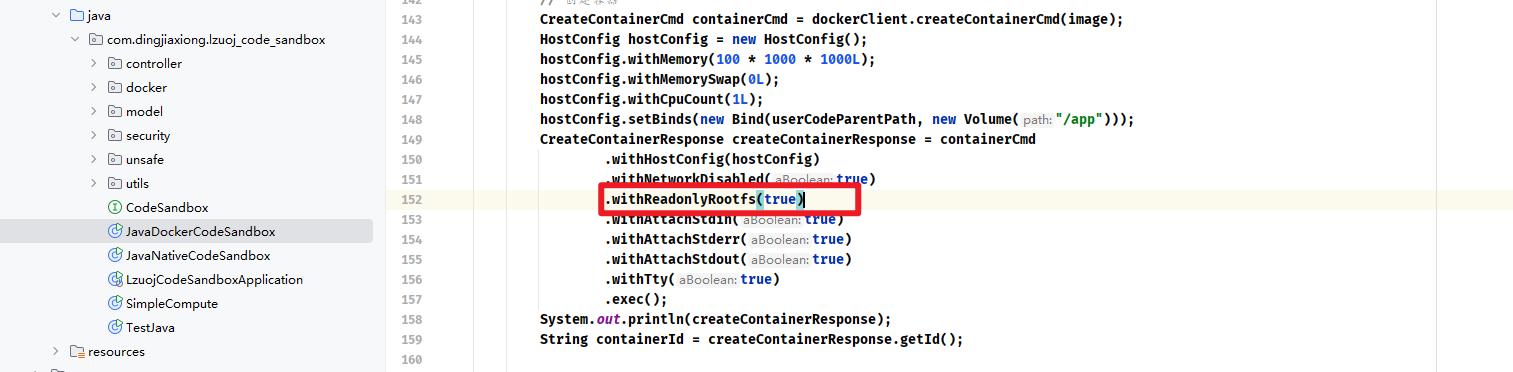 java
com.dingjiaxiong.lzuoj_code_sandbox
controller
docker
model
security
unsafe
utils
CodeSandbox
JavaDockerCodeSandbox
JavaNativeCodeSandbox
LzuojCodeSandboxApplication
SimpleCompute
TestJava
resources
142 // 创建容器
143 CreateContainerCmd containerCmd = dockerClient.createContainerCmd(image);
144 HostConfig hostConfig = new HostConfig();
145 hostConfig.withMemory(100 * 1000 * 1000L);
146 hostConfig.withMemorySwap(0L);
147 hostConfig.withCpuCount(1L);
148 hostConfig.setBinds(new Bind(userCodeParentPath, new Volume( path: "/app")));
149 CreateContainerResponse createContainerResponse = containerCmd
150 .withHostConfig(hostConfig)
151 .withNetworkDisabled( aBoolean: true)
152 .withReadonlyRootfs(true)
153 .withAttachStdin( aBoolean: true)
154 .withAttachStderr( aBoolean: true)
155 .withAttachStdout( aBoolean: true)
156 .withTty( aBoolean: true)
157 .exec();
158 System.out.println(createContainerResponse);
159 String containerId = createContainerResponse.getId();
160